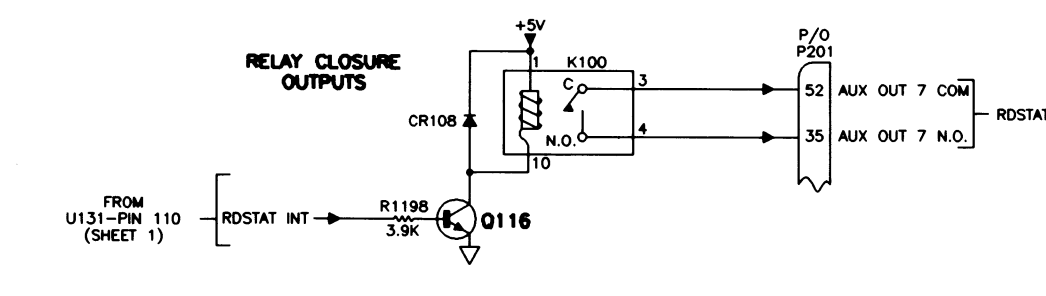 +5V
P/O
P201
RELAY CLOSURE
OUTPUTS
1
K100
C
3
52
AUX OUT 7 COM
RDSTAT
CR108
N.O.
4
35
AUX OUT 7 N.O.
10
FROM
U131-PIN 110
(SHEET 1)
RDSTAT INT
R1198
3.9K
Q116